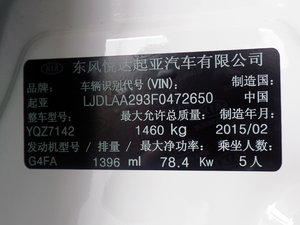 KIA 东风悦达起亚汽车有限公司
品牌: 车辆识别代号(VIN): 制造国:
起亚 LJDLAA293F0472650 中国
整车型号: 最大允许总质量: 制造年月:
YQZ7142 1460 kg 2015/02
发动机型号/ 排量/ 最大净功率: 乘坐人数:
G4FA 1396 ml 78.4 Kw 5人